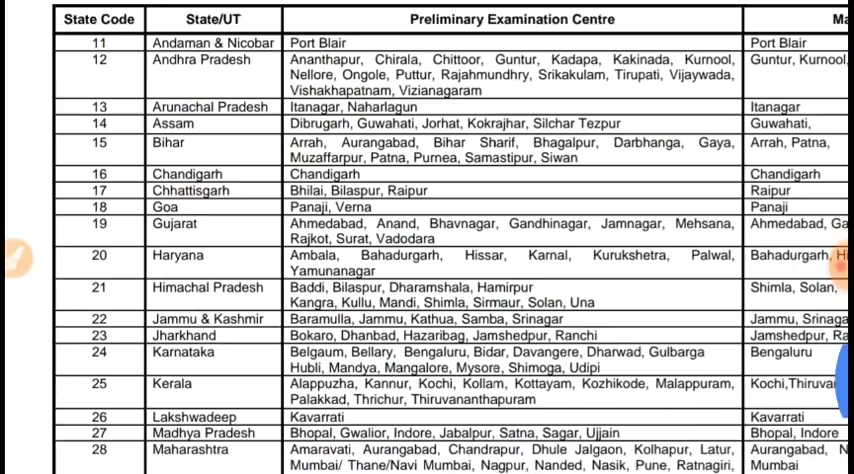 State Code State/UT Preliminary Examination Centre
11 Andaman & Nicobar Port Blair Port Blair
12 Andhra Pradesh Ananthapur, Chirala, Chittoor, Guntur, Kadapa, Kakinada, Kurnool, Guntur, Kurnool,
Nellore, Ongole, Puttur, Rajahmundhry, Srikakulam, Tirupati, Vijaywada,
Vishakhapatnam, Vizianagaram
13 Arunachal Pradesh Itanagar, Naharlagun Itanagar
14 Assam Dibrugarh, Guwahati, Jorhat, Kokrajhar, Silchar Tezpur Guwahati,
15 Bihar Arrah, Aurangabad, Bihar Sharif, Bhagalpur, Darbhanga, Gaya, Arrah, Patna,
Muzaffarpur, Patna, Purnea, Samastipur, Siwan
16 Chandigarh Chandigarh Chandigarh
17 Chhattisgarh Bhilai, Bilaspur, Raipur Raipur
18 Goa Panaji, Verna Panaji
19 Gujarat Ahmedabad, Anand, Bhavnagar, Gandhinagar, Jamnagar, Mehsana, Ahmedabad,
Rajkot, Surat, Vadodara
20 Haryana Ambala, Bahadurgarh, Hissar, Karnal, Kurukshetra, Palwal, Bahadurgarh,
Yamunanagar
21 Himachal Pradesh Baddi, Bilaspur, Dharamshala, Hamirpur Shimla, Solan,
Kangra, Kullu, Mandi, Shimla, Sirmaur, Solan, Una
22 Jammu & Kashmir Baramulla, Jammu, Kathua, Samba, Srinagar Jammu,
23 Jharkhand Bokaro, Dhanbad, Hazaribag, Jamshedpur, Ranchi Jamshedpur,
24 Karnataka Belgaum, Bellary, Bengaluru, Bidar, Davangere, Dharwad, Gulbarga Bengaluru
Hubli, Mandya, Mangalore, Mysore, Shimoga, Udipi
25 Kerala Alappuzha, Kannur, Kochi, Kollam, Kottayam, Kozhikode, Malappuram, Kochi,
Palakkad, Thrichur, Thiruvananthapuram
26 Lakshwadeep Kavarrati Kavarrati
27 Madhya Pradesh Bhopal, Gwalior, Indore, Jabalpur, Satna, Sagar, Ujjain Bhopal, Indore
28 Maharashtra Amaravati, Aurangabad, Chandrapur, Dhule Jalgaon, Kolhapur, Latur, Aurangabad,
Mumbai/ Thane/Navi Mumbai, Nagpur, Nanded, Nasik, Pune, Ratnagiri, Mumbai